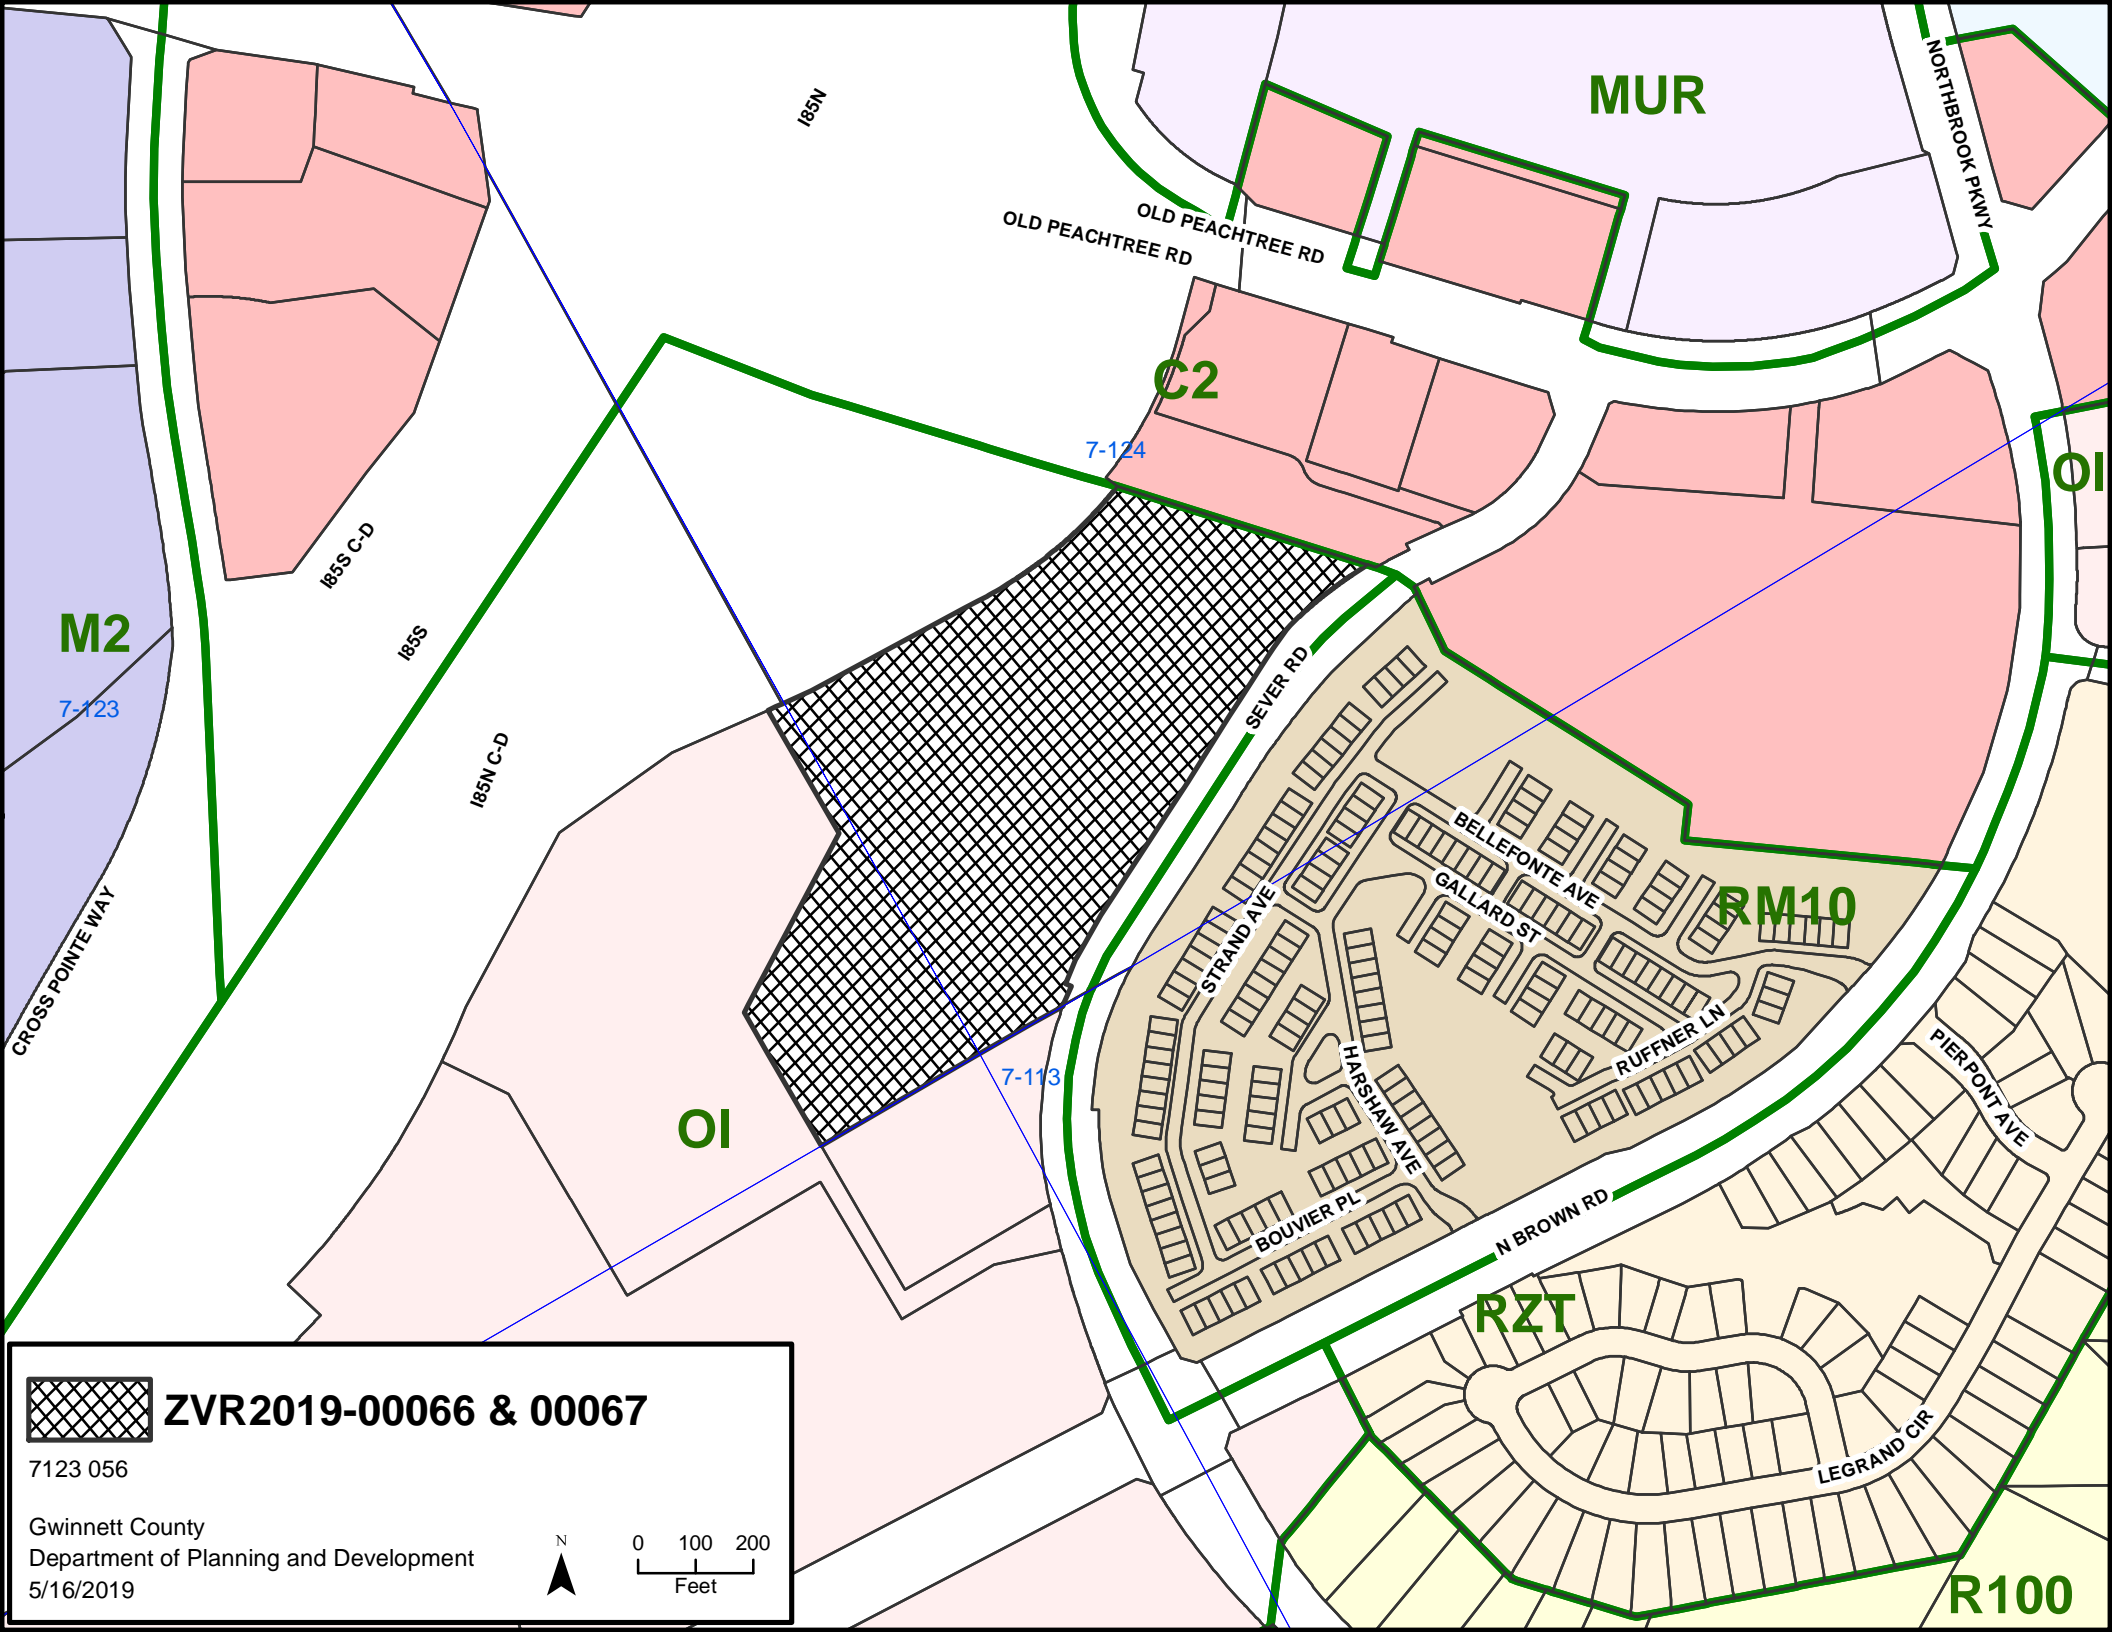 I85N
MUR
NORTHBROOK PKWY
OLD PEACHTREE RD
OLD PEACHTREE RD
C2
7-124
OI
I85S C-D
I85S
M2
7-123
SEVER RD
I85N C-D
BELLEFONTE AVE
GALLARD ST
RM10
STRAND AVE
CROSS POINTE WAY
RUFFNER LN
PIERPONT AVE
7-113
HARSHAW AVE
OI
BOUVIER PL
N BROWN RD
RZT
LEGRAND CIR
R100
ZVR2019-00066 & 00067
7123 056
Gwinnett County
Department of Planning and Development
5/16/2019
N
0 100 200
Feet